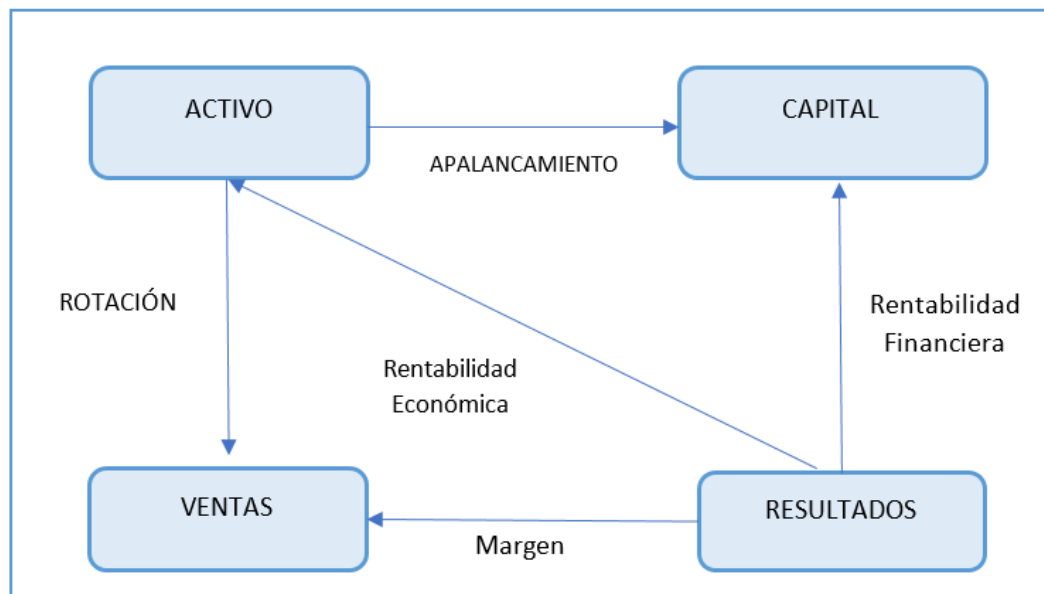 ACTIVO
CAPITAL
APALANCAMIENTO
ROTACIÓN
Rentabilidad
Financiera
Rentabilidad
Económica
VENTAS
RESULTADOS
Margen